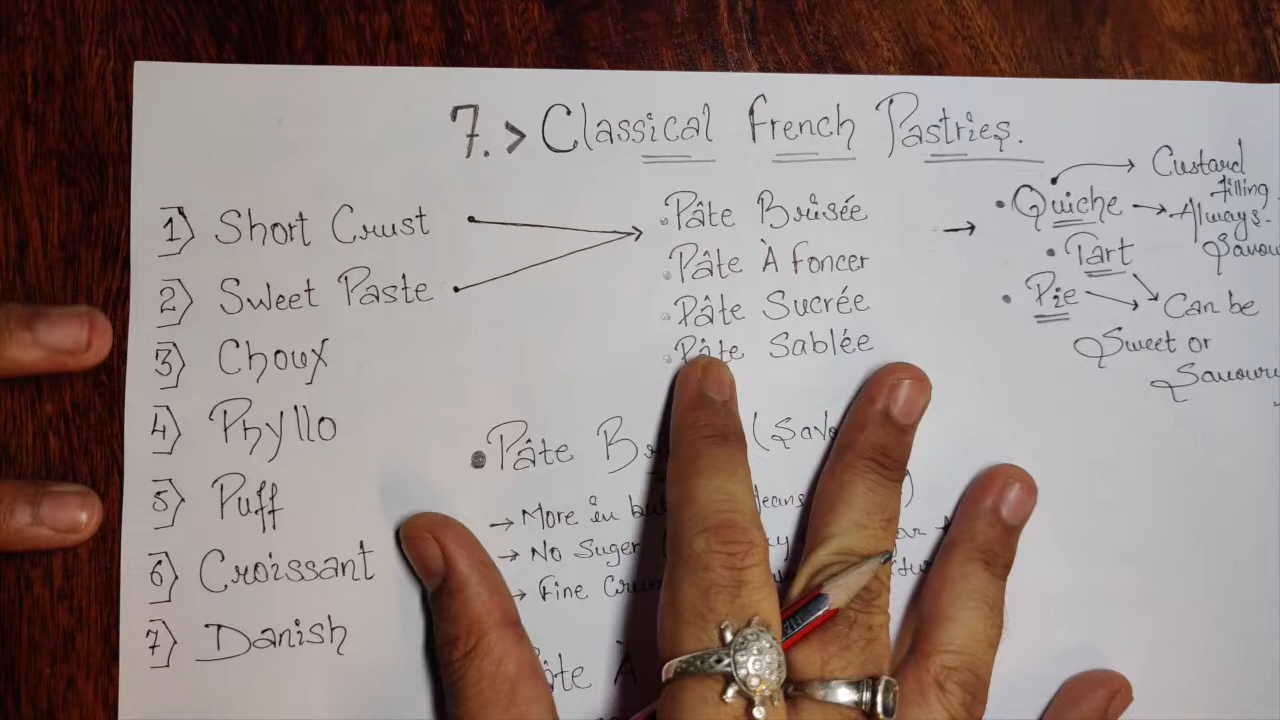 7.> Classical French Pastries.
1] Short Crust
2] Sweet Paste
3] Choux
4] Phyllo
5] Puff
6] Croissant
7] Danish
. Pâte Brisée
. Pâte À Foncer
. Pâte Sucrée
. Pâte Sablée
→ • Quiche → Custard filling
→ Always
• Tart
• Pie
Can be
Sweet or
Savoury
• Pâte
→ More in
→ No Suger
→ Fine
À